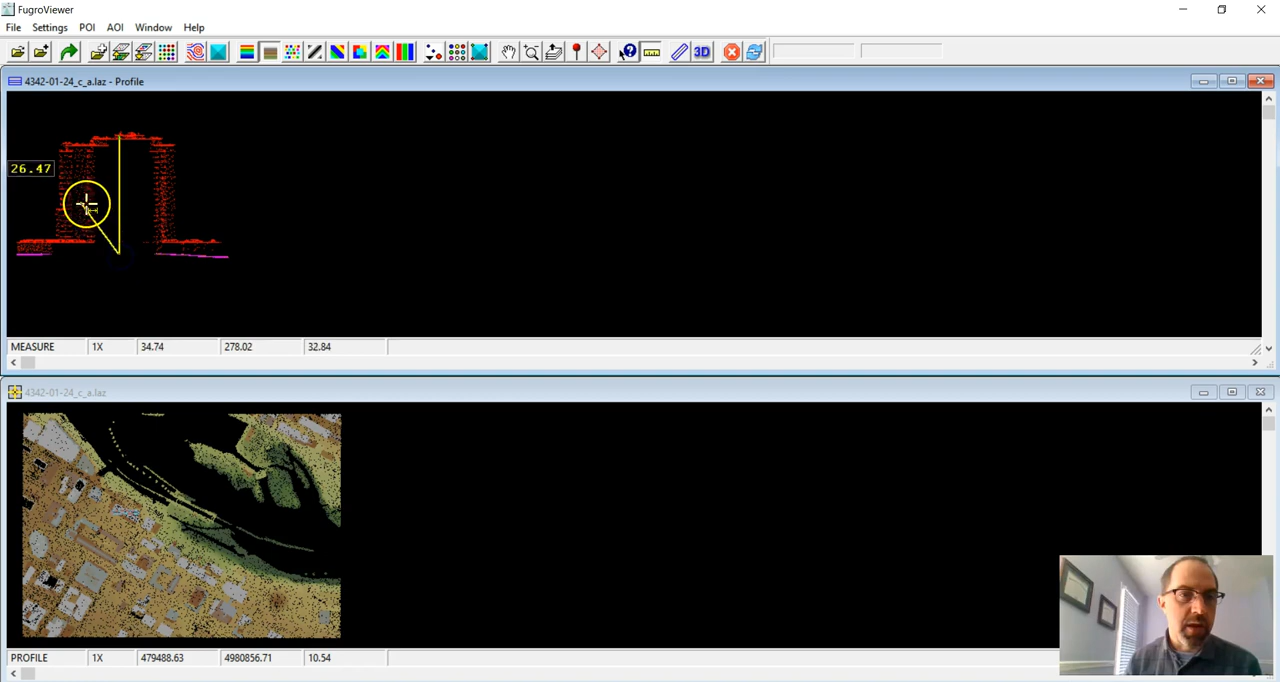 FugroViewer
File Settings POI AOI Window Help
3D
4342-01-24_c_a.laz - Profile
26.47
MEASURE 1X 34.74 278.02 32.84
4342-01-24_c_a.laz
PROFILE 1X 479488.63 4980856.71 10.54